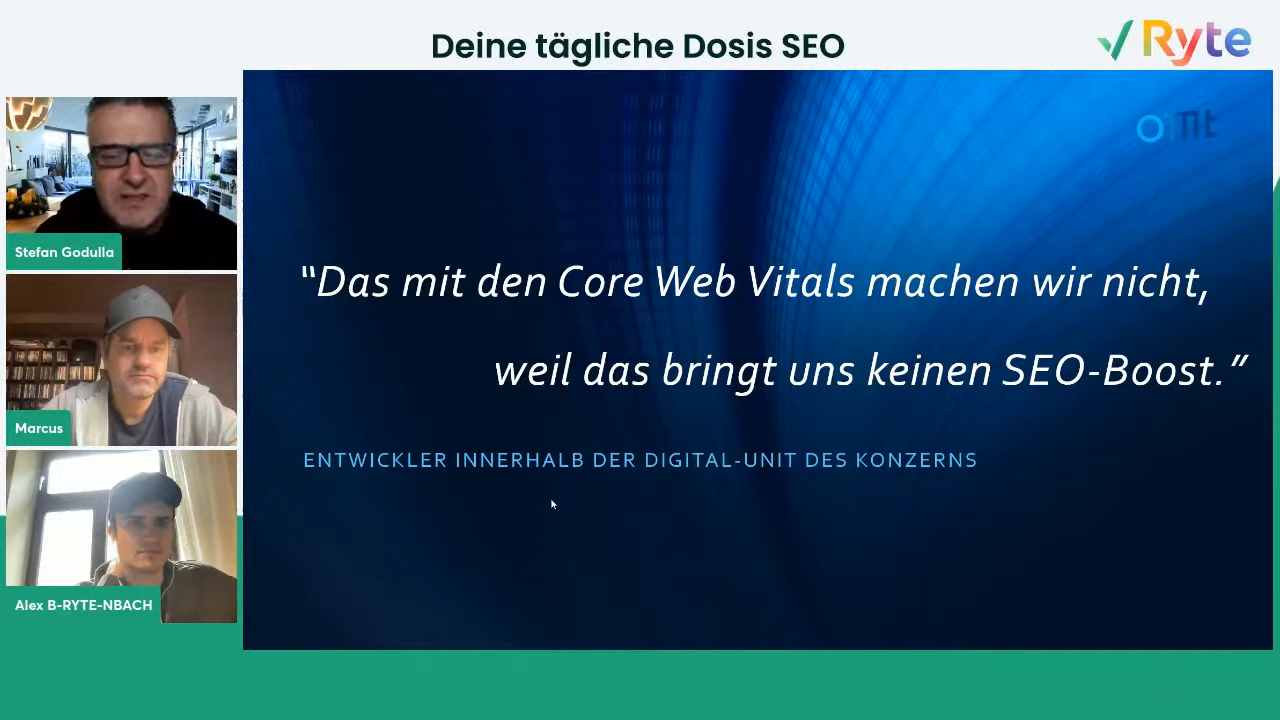 Deine tägliche Dosis SEO
Ryte
“Das mit den Core Web Vitals machen wir nicht,
weil das bringt uns keinen SEO-Boost.”
ENTWICKLER INNERHALB DER DIGITAL-UNIT DES KONZERNS
Stefan Godulla
Marcus
Alex B-RYTE-NBACH